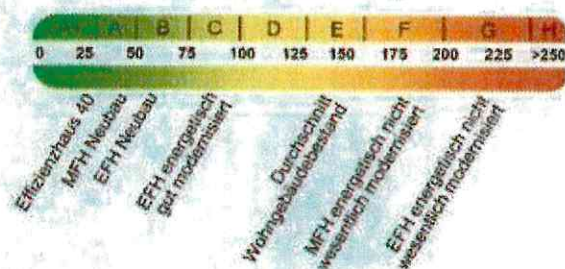 A+ A B C D E F G H
0 25 50 75 100 125 150 175 200 225 >250
Effizienzhaus 40
MFH Neubau
EFH Neubau
EFH energetisch
gut modernisiert
Durchschnitt
Wohngebäudebestand
MFH energetisch nicht
wesentlich modernisiert
EFH energetisch nicht
wesentlich modernisiert